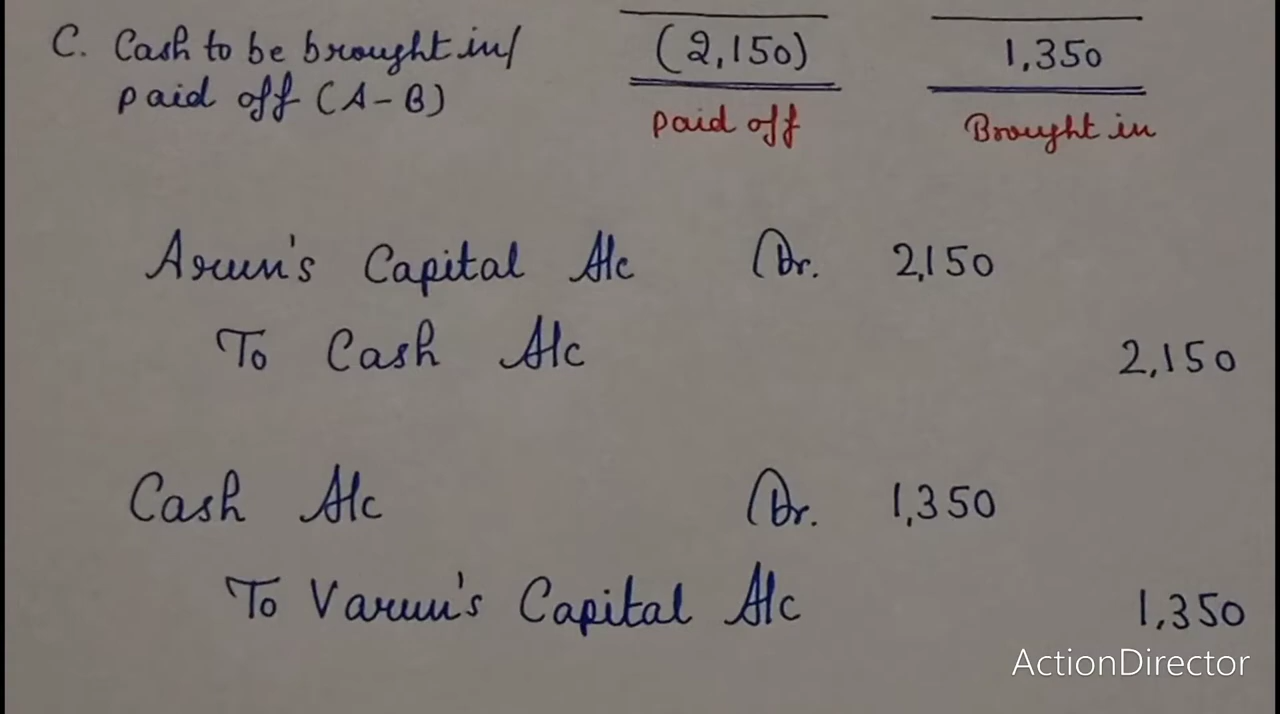 C. Cash to be brought in/ (2,150) 1,350
paid off (A-B) paid off Brought in
Arun's Capital A/c Dr. 2,150
To Cash A/c 2,150
Cash A/c Dr. 1,350
To Varun's Capital A/c 1,350
ActionDirector